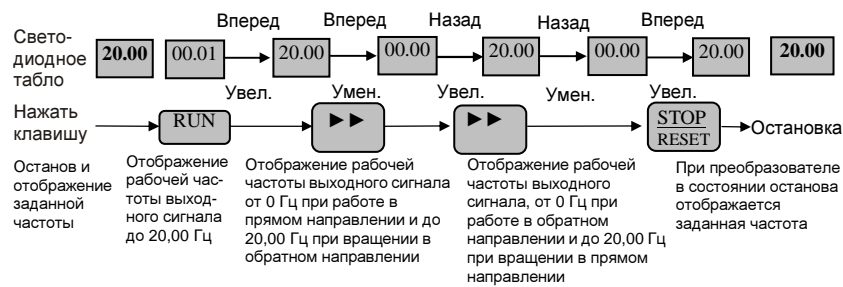 Вперед Вперед Назад Назад Вперед
Свето-
диодное
табло
20.00 00.01 20.00 00.00 20.00 00.00 20.00 20.00
Увел. Умен. Увел. Умен. Увел.
Нажать
клавишу
RUN
STOP
RESET
Остановка
Останов и
отображение
заданной
частоты
Отображение
рабочей час-
тоты выход-
ного сигнала
до 20,00 Гц
Отображение рабочей
частоты выходного сигнала
от 0 Гц при работе в
прямом направлении и до
20,00 Гц при вращении в
обратном направлении
Отображение рабочей
частоты выходного
сигнала, от 0 Гц при
работе в обратном
направлении и до 20,00 Гц
при вращении в прямом
направлении
При преобразователе
в состоянии останова
отображается
заданная частота